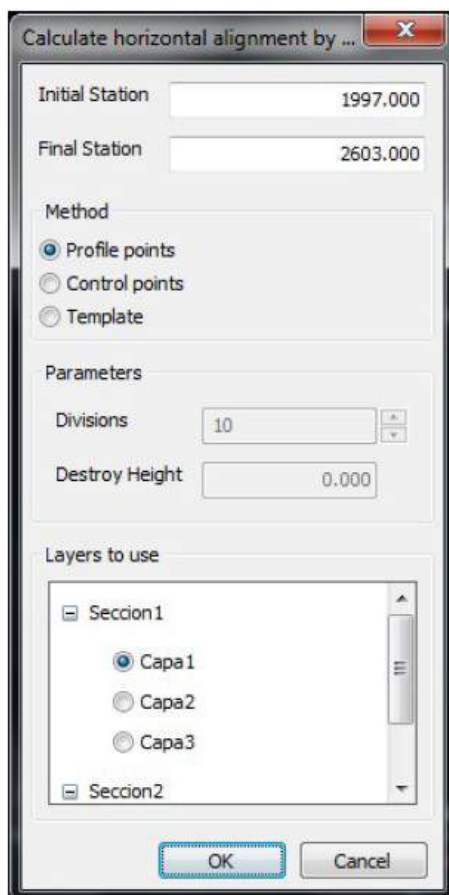 Calculate horizontal alignment by ...
Initial Station 1997.000
Final Station 2603.000
Method
Profile points
Control points
Template
Parameters
Divisions 10
Destroy Height 0.000
Layers to use
Seccion1
Capa1
Capa2
Capa3
Seccion2
OK Cancel